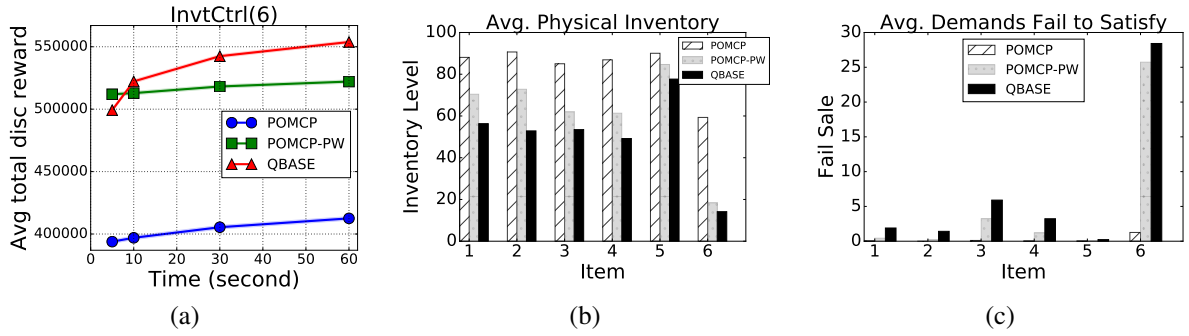 InvtCtrl(6)
Avg total disc reward
550000
500000
450000
400000
POMCP
POMCP-PW
QBASE
0 10 20 30 40 50 60
Time (second)
(a)
Avg. Physical Inventory
Inventory Level
100
80
60
40
20
0
POMCP
POMCP-PW
QBASE
1 2 3 4 5 6
Item
(b)
Avg. Demands Fail to Satisfy
Fail Sale
30
25
20
15
10
5
0
POMCP
POMCP-PW
QBASE
1 2 3 4 5 6
Item
(c)